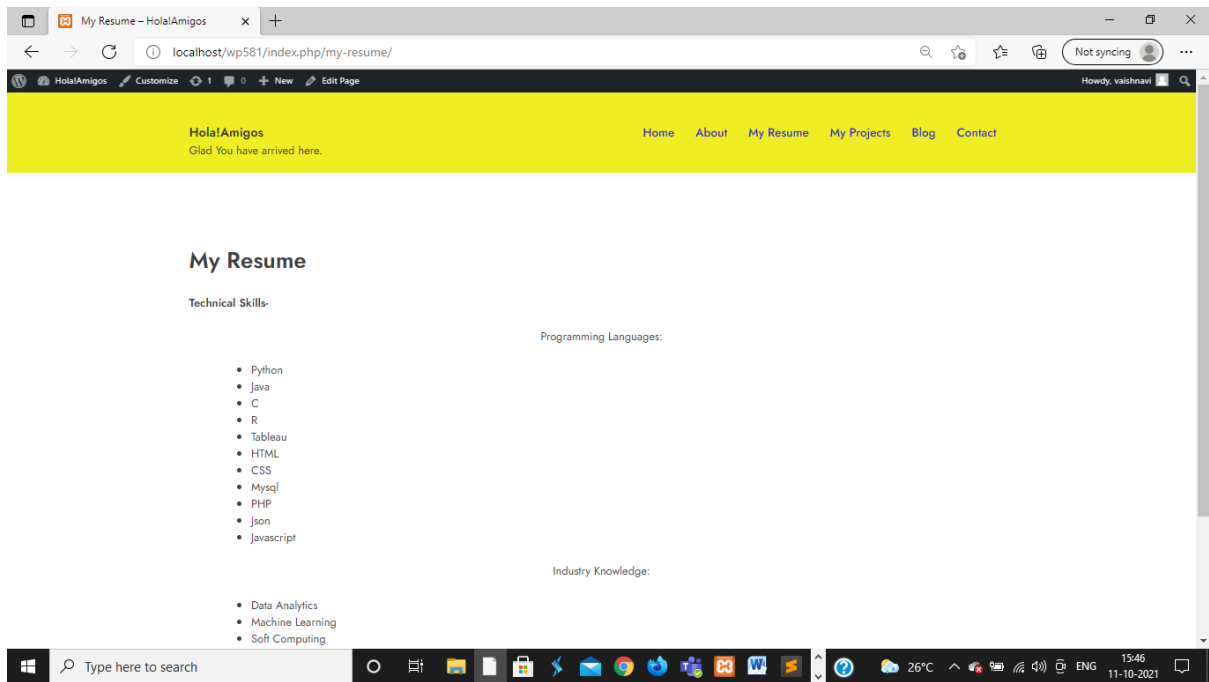 My Resume – Hola!Amigos
localhost/wp581/index.php/my-resume/
Not syncing
Hola!Amigos Customize 1 0 New Edit Page Howdy, vaishnavi
Hola!Amigos
Glad You have arrived here.
Home About My Resume My Projects Blog Contact
My Resume
Technical Skills-
Programming Languages:
Python
Java
C
R
Tableau
HTML
CSS
Mysql
PHP
Json
Javascript
Industry Knowledge:
Data Analytics
Machine Learning
Soft Computing
Type here to search
26°C ENG 15:46
11-10-2021